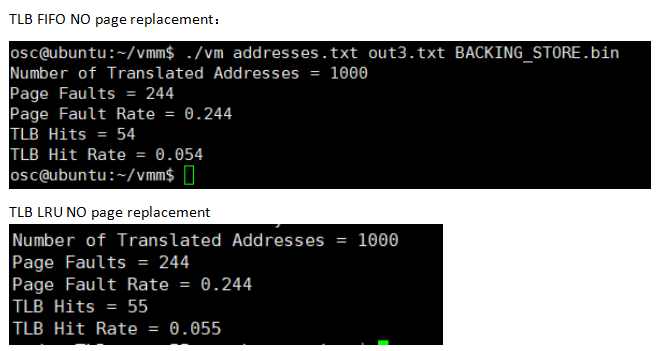 TLB FIFO NO page replacement：
osc@ubuntu:~/vmm$ ./vm addresses.txt out3.txt BACKING_STORE.bin
Number of Translated Addresses = 1000
Page Faults = 244
Page Fault Rate = 0.244
TLB Hits = 54
TLB Hit Rate = 0.054
osc@ubuntu:~/vmm$
TLB LRU NO page replacement
Number of Translated Addresses = 1000
Page Faults = 244
Page Fault Rate = 0.244
TLB Hits = 55
TLB Hit Rate = 0.055